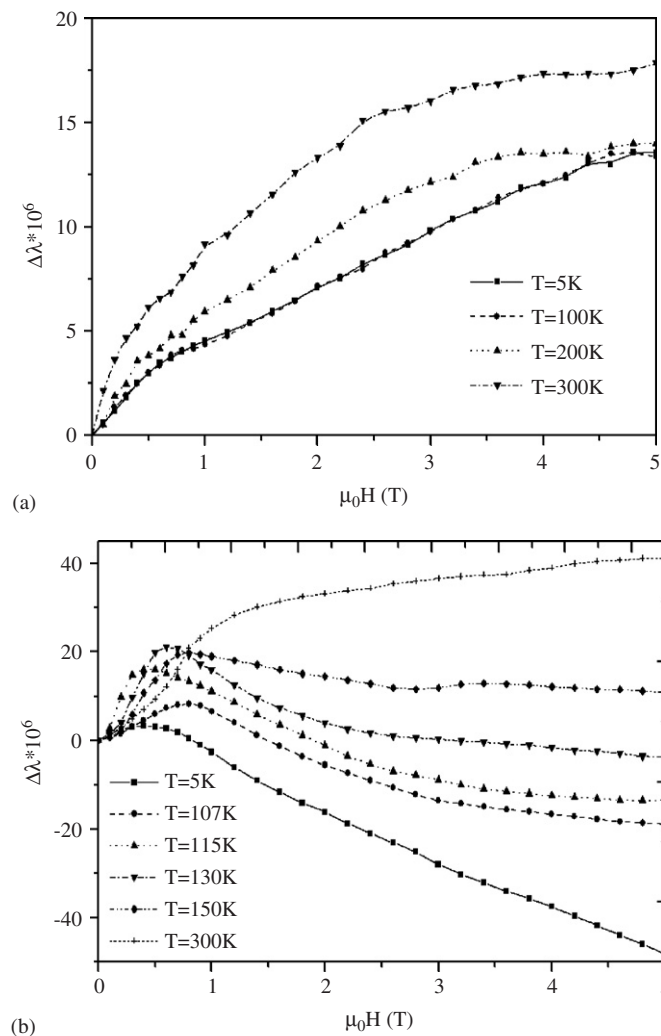 20
15
Δλ*10⁶
10
5
0
T=5K
T=100K
T=200K
T=300K
0 1 2 3 4 5
μ₀H (T)
(a)
40
20
0
Δλ*10⁶
-20
-40
T=5K
T=107K
T=115K
T=130K
T=150K
T=300K
0 1 2 3 4
μ₀H (T)
(b)